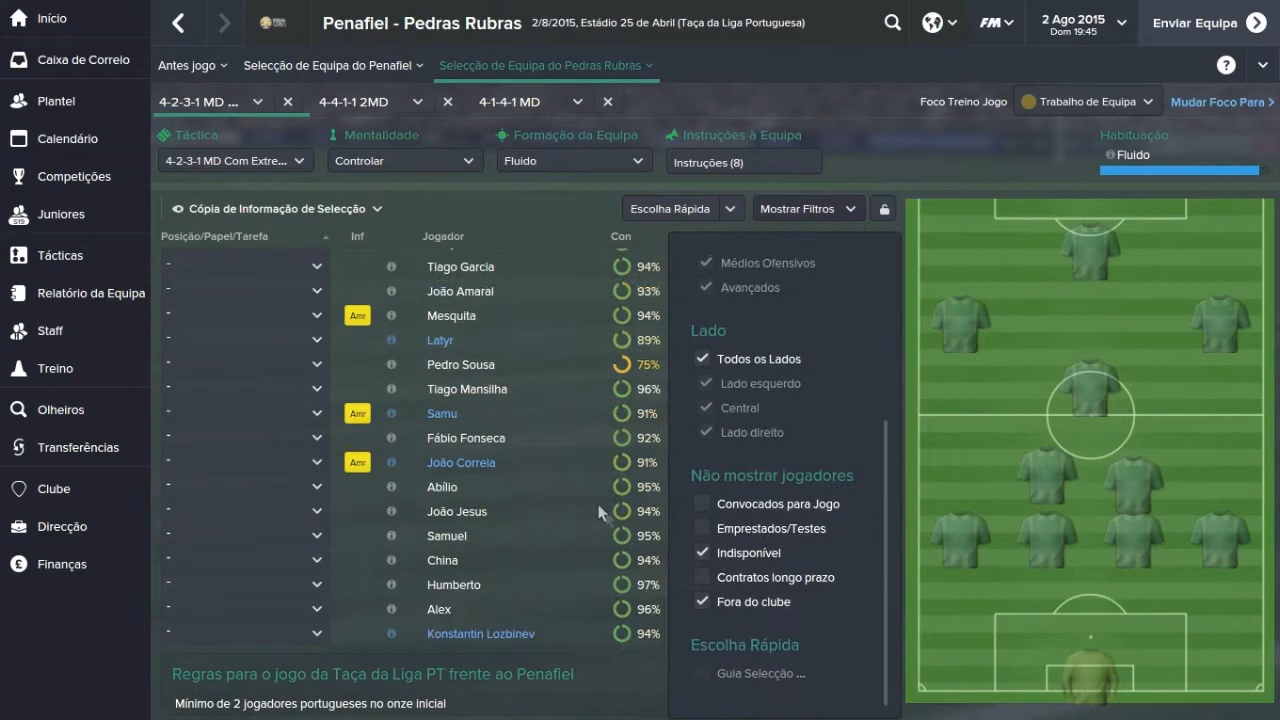 Início
Penafiel - Pedras Rubras
2/8/2015, Estádio 25 de Abril (Taça da Liga Portuguesa)
FM
2 Ago 2015
Dom 19:45
Enviar Equipa
Caixa de Correio
Antes jogo
Selecção de Equipa do Penafiel
Selecção de Equipa do Pedras Rubras
?
Plantel
4-2-3-1 MD ...
4-4-1-1 2MD
4-1-4-1 MD
Foco Treino Jogo
Trabalho de Equipa
Mudar Foco Para
Calendário
Táctica
Mentalidade
Formação da Equipa
Instruções à Equipa
Habituação
4-2-3-1 MD Com Extre...
Controlar
Fluido
Instruções (8)
Fluido
Competições
S19
Juniores
Tácticas
Relatório da Equipa
Staff
Treino
Olheiros
Transferências
Clube
Direcção
Finanças
Cópia de Informação de Selecção
Escolha Rápida
Mostrar Filtros
Posição/Papel/Tarefa
Inf
Jogador
Con
- Tiago Garcia 94%
- João Amaral 93%
- Amr Mesquita 94%
- Latyr 89%
- Pedro Sousa 75%
- Tiago Mansilha 96%
- Amr Samu 91%
- Fábio Fonseca 92%
- Amr João Correia 91%
- Abílio 95%
- João Jesus 94%
- Samuel 95%
- China 94%
- Humberto 97%
- Alex 96%
- Konstantin Lozbinev 94%
Médios Ofensivos
Avançados
Lado
Todos os Lados
Lado esquerdo
Central
Lado direito
Não mostrar jogadores
Convocados para Jogo
Emprestados/Testes
Indisponível
Contratos longo prazo
Fora do clube
Escolha Rápida
Guia Selecção ...
Regras para o jogo da Taça da Liga PT frente ao Penafiel
Mínimo de 2 jogadores portugueses no onze inicial